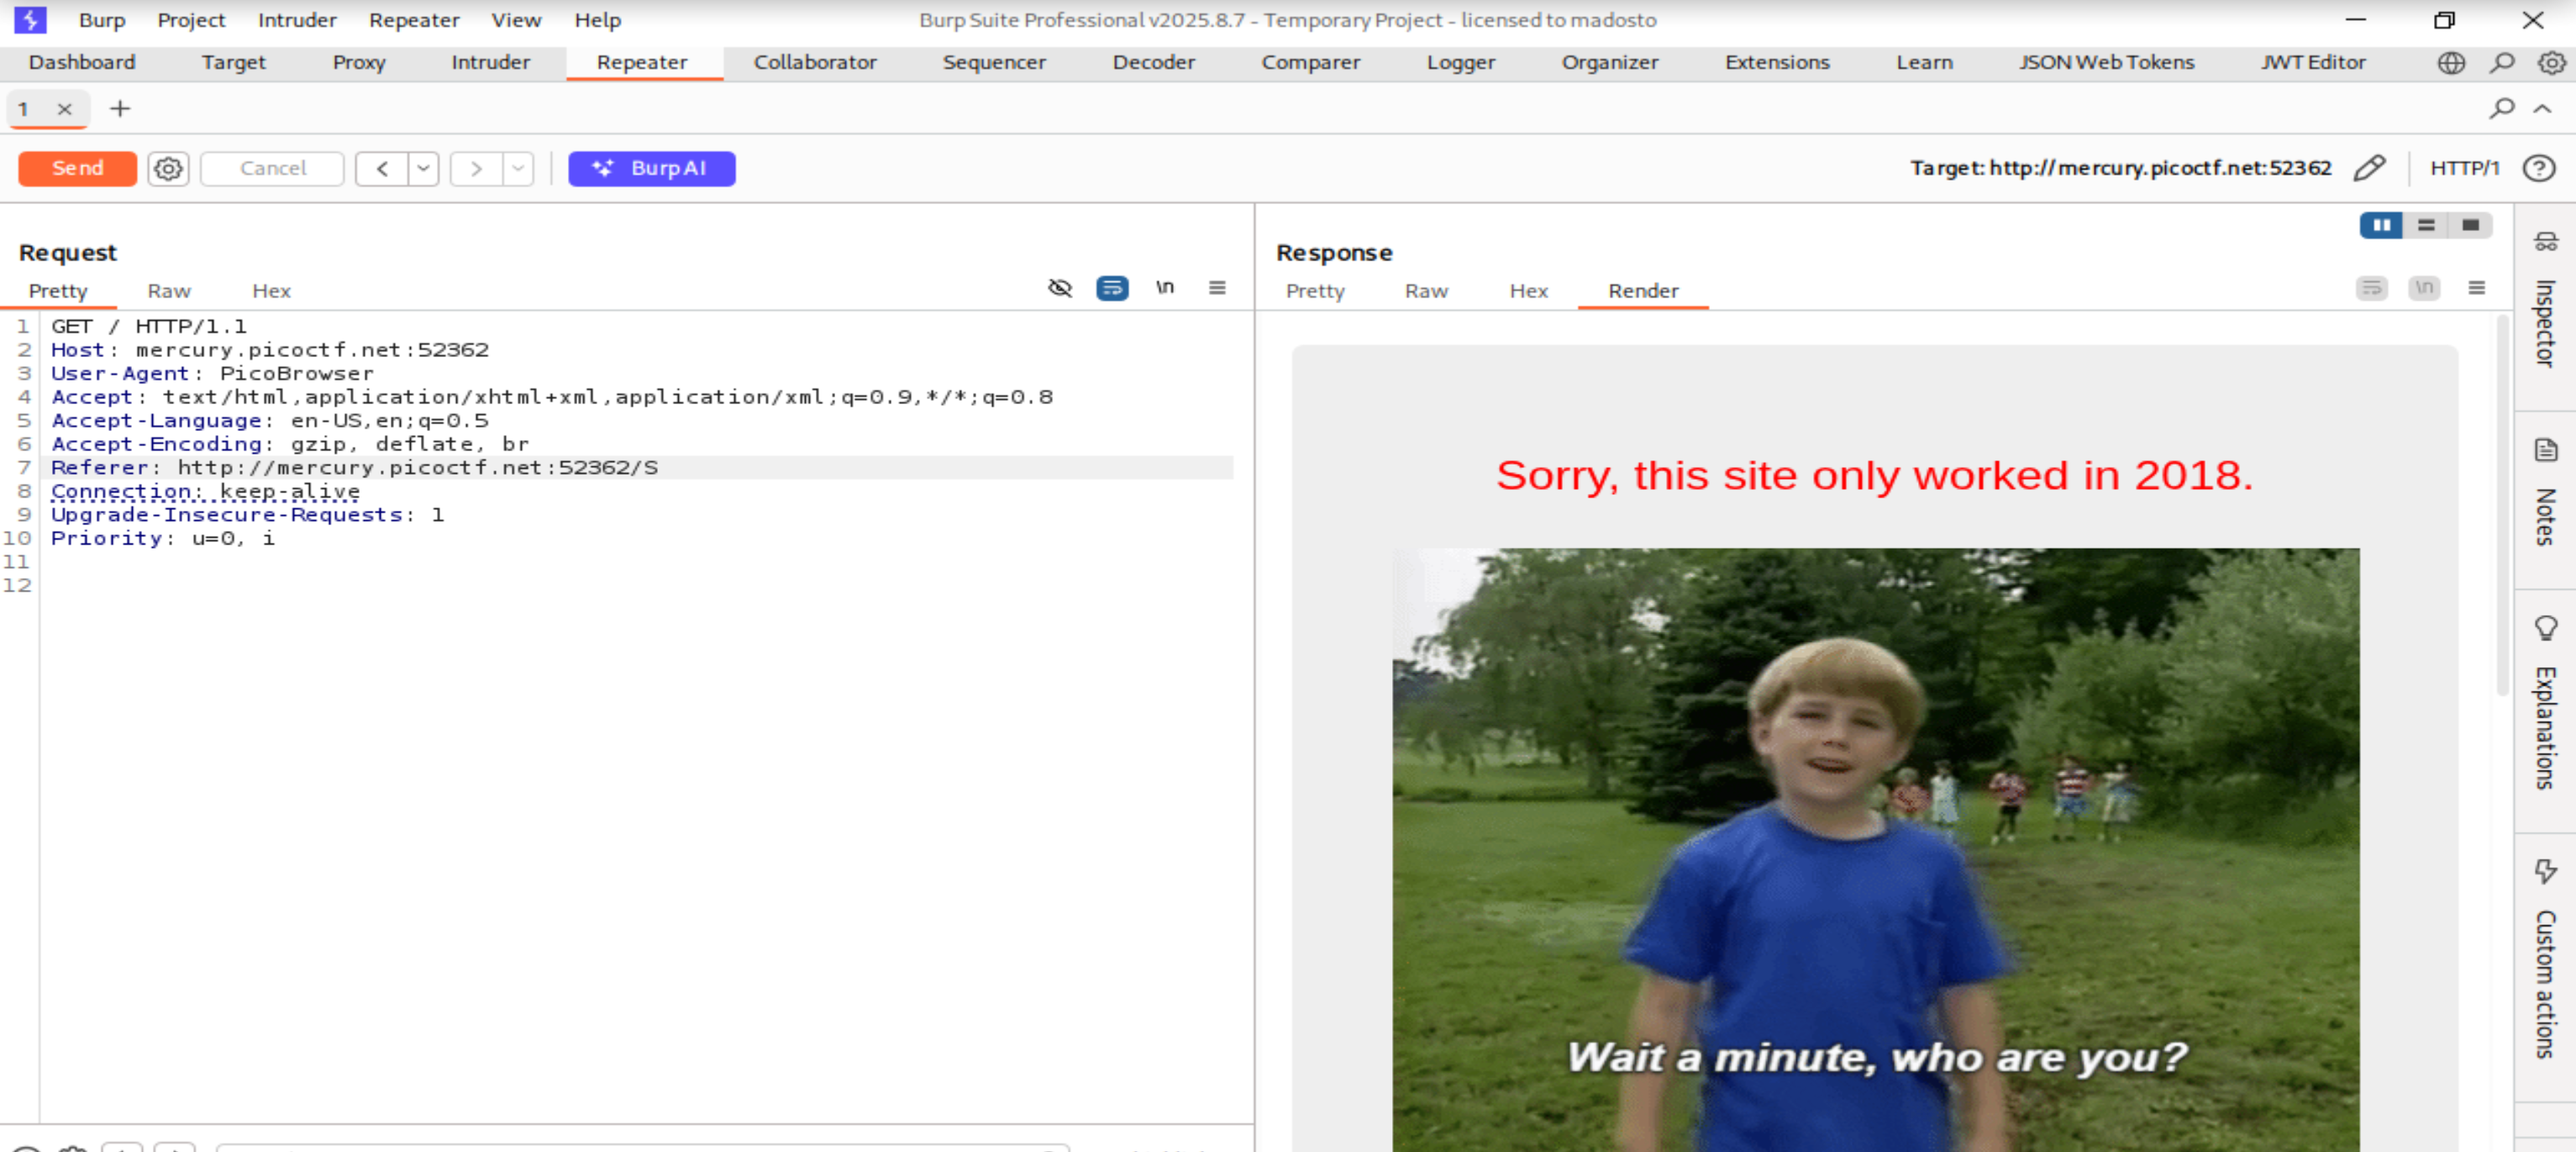 Burp Project Intruder Repeater View Help Burp Suite Professional v2025.8.7 - Temporary Project - licensed to madosto
Dashboard Target Proxy Intruder Repeater Collaborator Sequencer Decoder Comparer Logger Organizer Extensions Learn JSON Web Tokens JWT Editor
1
Send Cancel Burp AI Target: http://mercury.picoctf.net:52362 HTTP/1
Request
Pretty Raw Hex \n
1 GET / HTTP/1.1
2 Host: mercury.picoctf.net:52362
3 User-Agent: PicoBrowser
4 Accept: text/html,application/xhtml+xml,application/xml;q=0.9,*/*;q=0.8
5 Accept-Language: en-US,en;q=0.5
6 Accept-Encoding: gzip, deflate, br
7 Referer: http://mercury.picoctf.net:52362/S
8 Connection: keep-alive
9 Upgrade-Insecure-Requests: 1
10 Priority: u=0, i
11
12
Response
Pretty Raw Hex Render \n
Sorry, this site only worked in 2018.
Wait a minute, who are you?
Inspector
Notes
Explanations
Custom actions